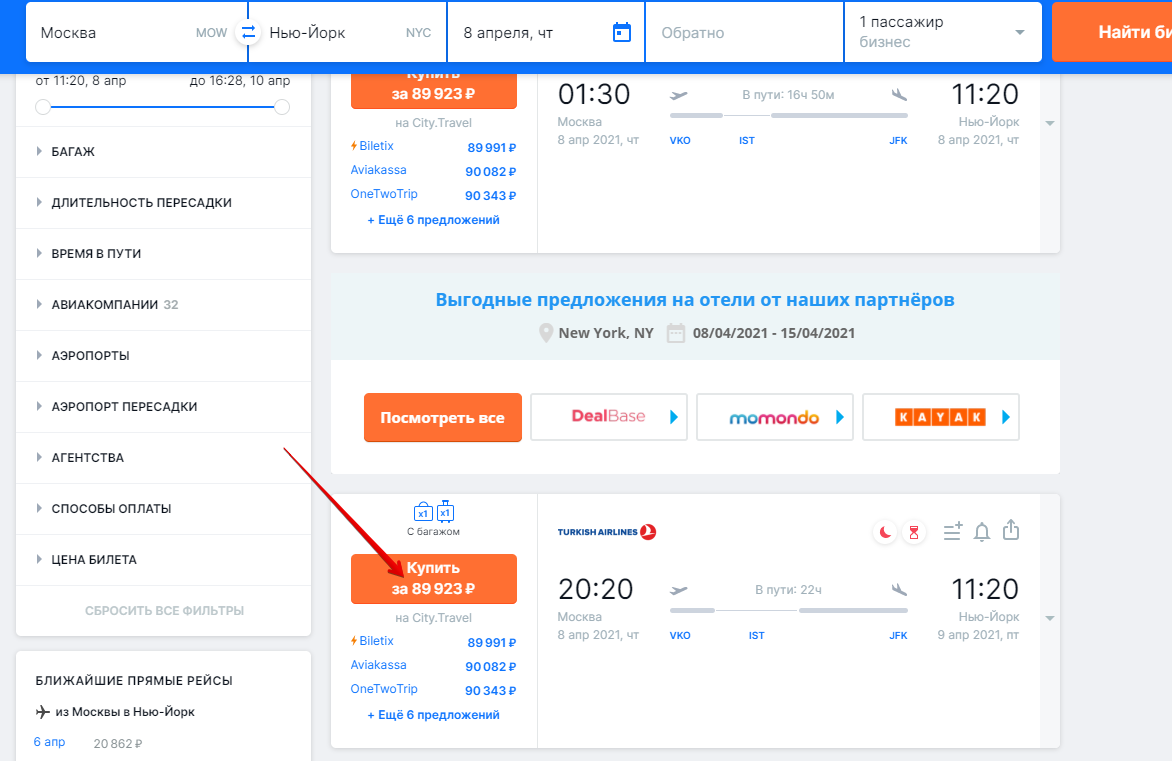 Москва MOW
Нью-Йорк NYC
8 апреля, чт
Обратно
1 пассажир
бизнес
Найти би
от 11:20, 8 апр до 16:28, 10 апр
БАГАЖ
ДЛИТЕЛЬНОСТЬ ПЕРЕСАДКИ
ВРЕМЯ В ПУТИ
АВИАКОМПАНИИ 32
АЭРОПОРТЫ
АЭРОПОРТ ПЕРЕСАДКИ
АГЕНТСТВА
СПОСОБЫ ОПЛАТЫ
ЦЕНА БИЛЕТА
СБРОСИТЬ ВСЕ ФИЛЬТРЫ
БЛИЖАЙШИЕ ПРЯМЫЕ РЕЙСЫ
из Москвы в Нью-Йорк
6 апр 20 862 ₽
Купить
за 89 923 ₽
на City.Travel
Biletix 89 991 ₽
Aviakassa 90 082 ₽
OneTwoTrip 90 343 ₽
+ Ещё 6 предложений
01:30 В пути: 16ч 50м 11:20
Москва Нью-Йорк
8 апр 2021, чт VKO IST JFK 8 апр 2021, чт
Выгодные предложения на отели от наших партнёров
New York, NY 08/04/2021 - 15/04/2021
Посмотреть все DealBase momondo KAYAK
x1 x1
С багажом
Купить
за 89 923 ₽
на City.Travel
Biletix 89 991 ₽
Aviakassa 90 082 ₽
OneTwoTrip 90 343 ₽
+ Ещё 6 предложений
TURKISH AIRLINES
20:20 В пути: 22ч 11:20
Москва Нью-Йорк
8 апр 2021, чт VKO IST JFK 9 апр 2021, пт